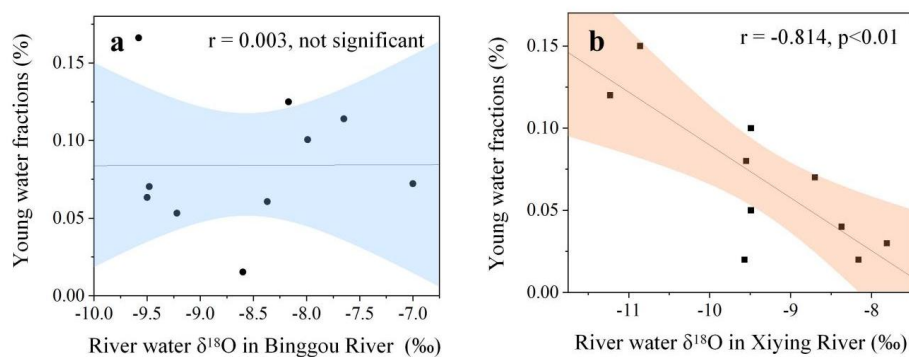 a
r = 0.003, not significant
Young water fractions (%)
0.15
0.10
0.05
0.00
-10.0 -9.5 -9.0 -8.5 -8.0 -7.5 -7.0
River water δ¹⁸O in Binggou River (‰)
b
r = -0.814, p<0.01
Young water fractions (%)
0.15
0.10
0.05
0.00
-11 -10 -9 -8
River water δ¹⁸O in Xiying River (‰)